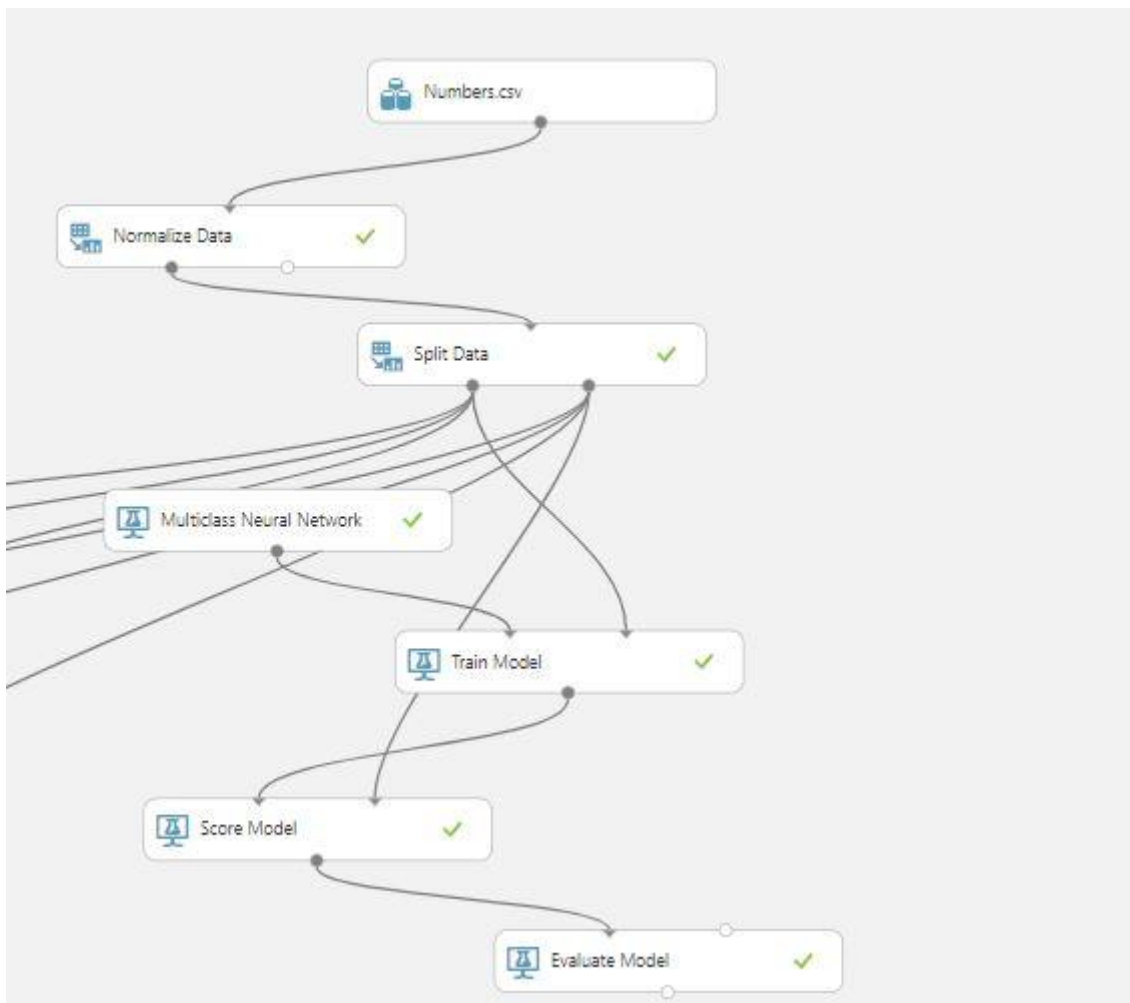 Numbers.csv
Normalize Data
Split Data
Multiclass Neural Network
Train Model
Score Model
Evaluate Model